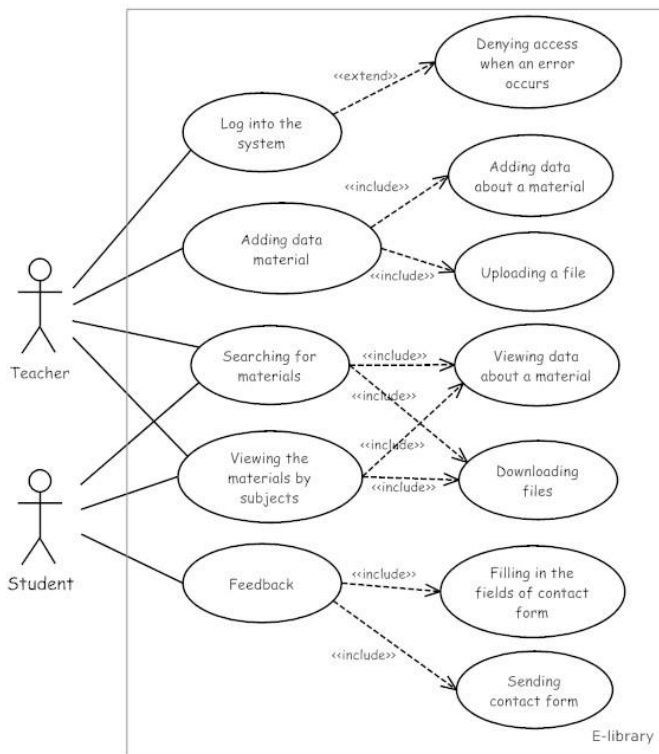 Denying access
when an error
occurs
<<extend>>
Log into the
system
Adding data
about a material
<<include>>
Adding data
material
<<include>>
Uploading a file
Teacher
Searching for
materials
<<include>>
Viewing data
about a material
<<include>>
<<include>>
Viewing the
materials by
subjects
<<include>>
Downloading
files
Student
Feedback
<<include>>
Filling in the
fields of contact
form
<<include>>
Sending
contact form
E-library